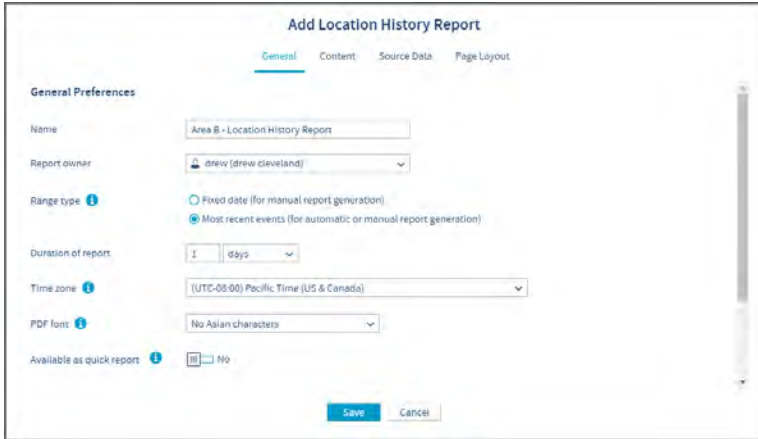 Add Location History Report
General Content Source Data Page Layout
General Preferences
Name Area B - Location History Report
Report owner drew (drew cleveland)
Range type Fixed date (for manual report generation)
Most recent events (for automatic or manual report generation)
Duration of report 1 days
Time zone (UTC-08:00) Pacific Time (US & Canada)
PDF font No Asian characters
Available as quick report No
Save Cancel